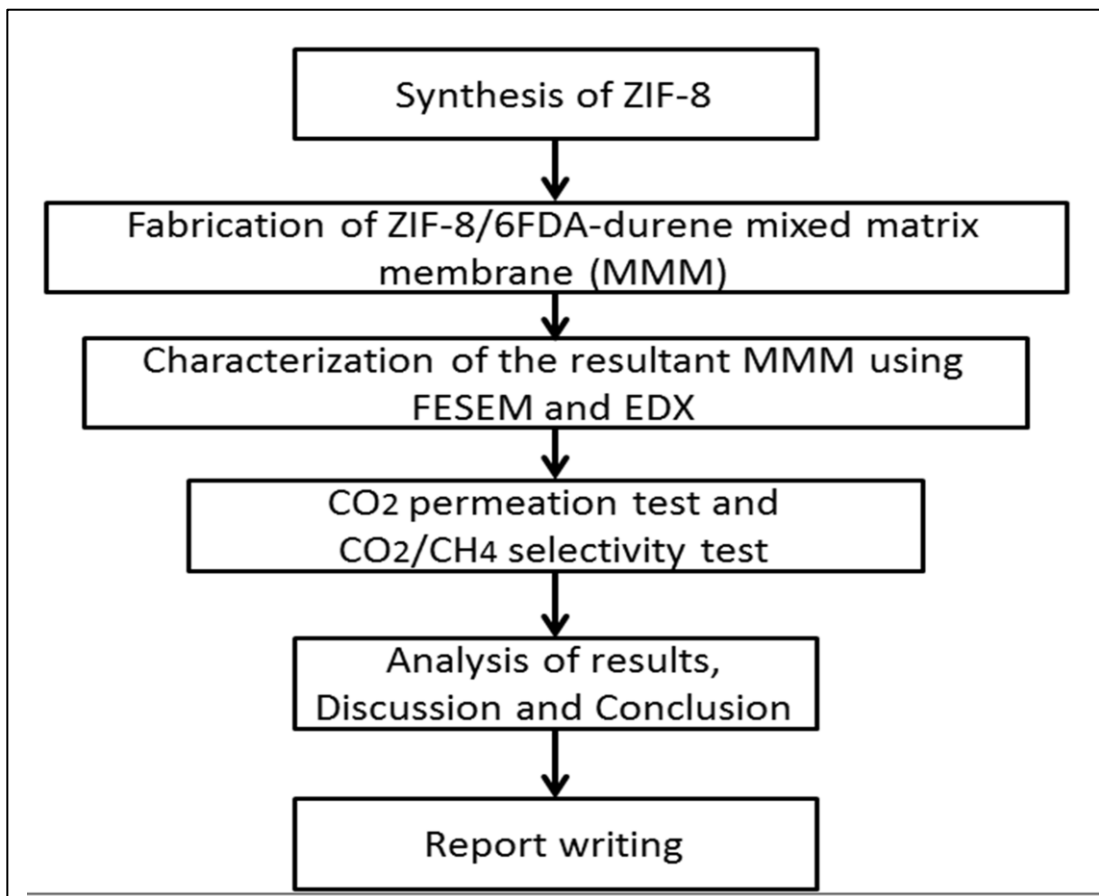 Synthesis of ZIF-8
Fabrication of ZIF-8/6FDA-durene mixed matrix
membrane (MMM)
Characterization of the resultant MMM using
FESEM and EDX
CO2 permeation test and
CO2/CH4 selectivity test
Analysis of results,
Discussion and Conclusion
Report writing